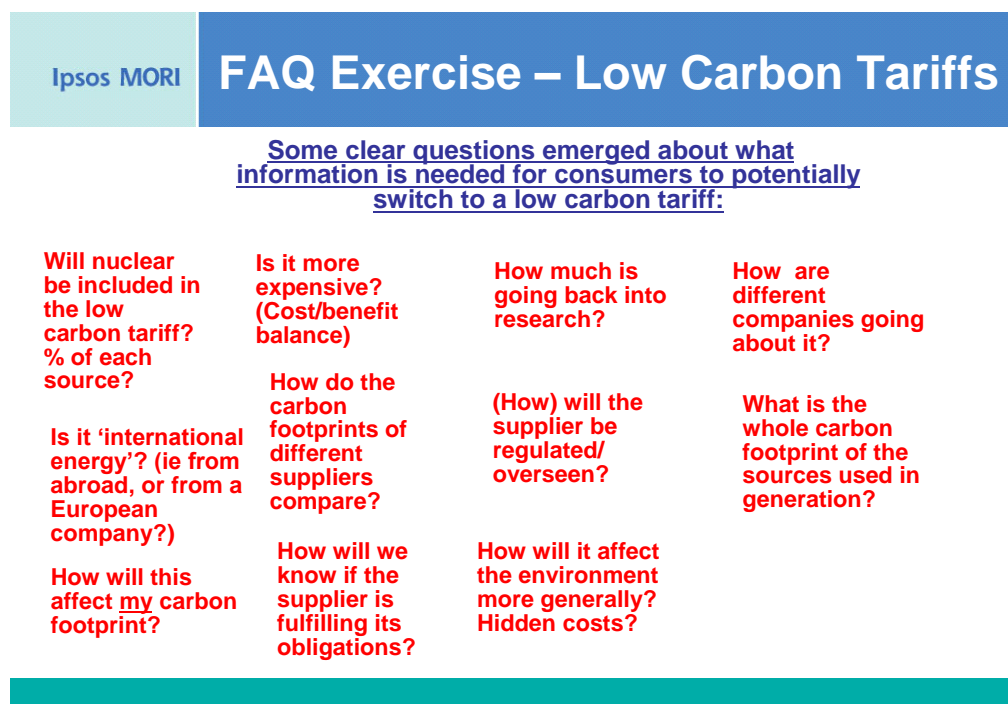 Ipsos MORI
FAQ Exercise – Low Carbon Tariffs
Some clear questions emerged about what
information is needed for consumers to potentially
switch to a low carbon tariff:
Will nuclear
be included in
the low
carbon tariff?
% of each
source?
Is it more
expensive?
(Cost/benefit
balance)
How much is
going back into
research?
How are
different
companies going
about it?
Is it ‘international
energy’? (ie from
abroad, or from a
European
company?)
How do the
carbon
footprints of
different
suppliers
compare?
(How) will the
supplier be
regulated/
overseen?
What is the
whole carbon
footprint of the
sources used in
generation?
How will this
affect my carbon
footprint?
How will we
know if the
supplier is
fulfilling its
obligations?
How will it affect
the environment
more generally?
Hidden costs?